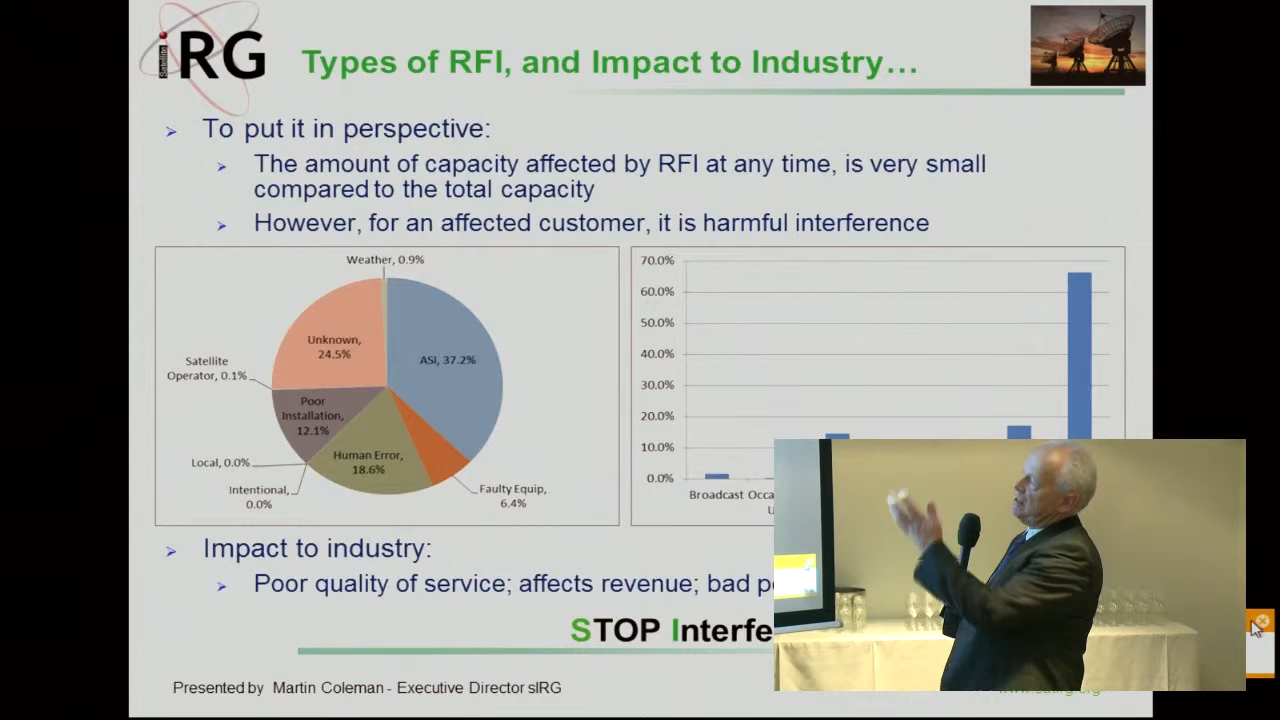 Satellite
iRG
Types of RFI, and Impact to Industry…
To put it in perspective:
The amount of capacity affected by RFI at any time, is very small
compared to the total capacity
However, for an affected customer, it is harmful interference
Weather, 0.9%
Unknown,
24.5%
ASI, 37.2%
Satellite
Operator, 0.1%
Poor
Installation,
12.1%
Local, 0.0%
Human Error,
18.6%
Intentional,
0.0%
Faulty Equip,
6.4%
70.0%
60.0%
50.0%
40.0%
30.0%
20.0%
10.0%
0.0%
Broadcast
Impact to industry:
Poor quality of service; affects revenue; bad
STOP
Presented by Martin Coleman - Executive Director sIRG